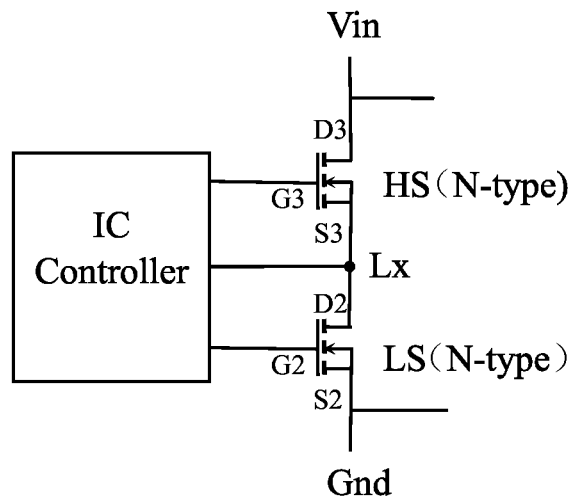 Vin
D3
G3
HS（N-type)
S3
IC
Controller
Lx
D2
G2
LS（N-type）
S2
Gnd